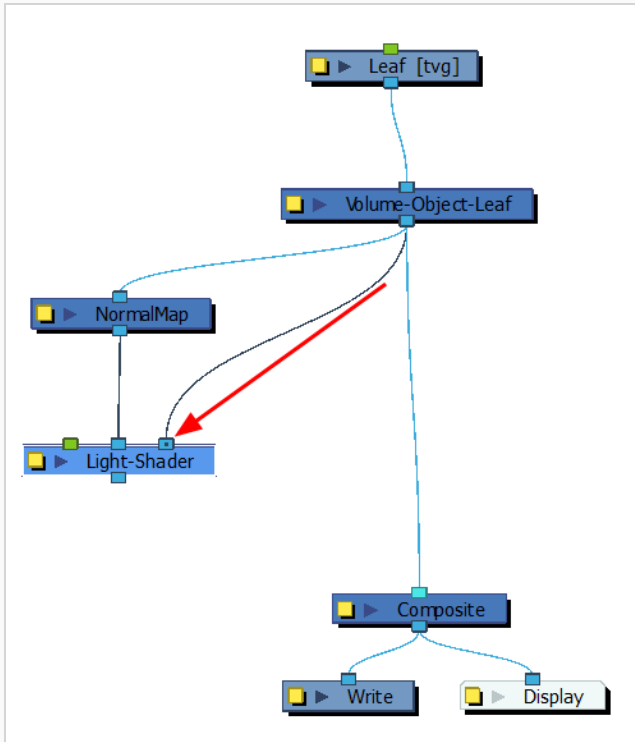 Leaf [tvg]
Volume-Object-Leaf
NormalMap
Light-Shader
Composite
Write
Display